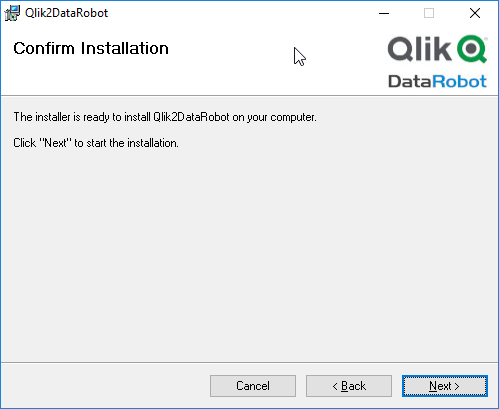 Qlik2DataRobot
Confirm Installation
Qlik
DataRobot
The installer is ready to install Qlik2DataRobot on your computer.
Click "Next" to start the installation.
Cancel
< Back
Next >